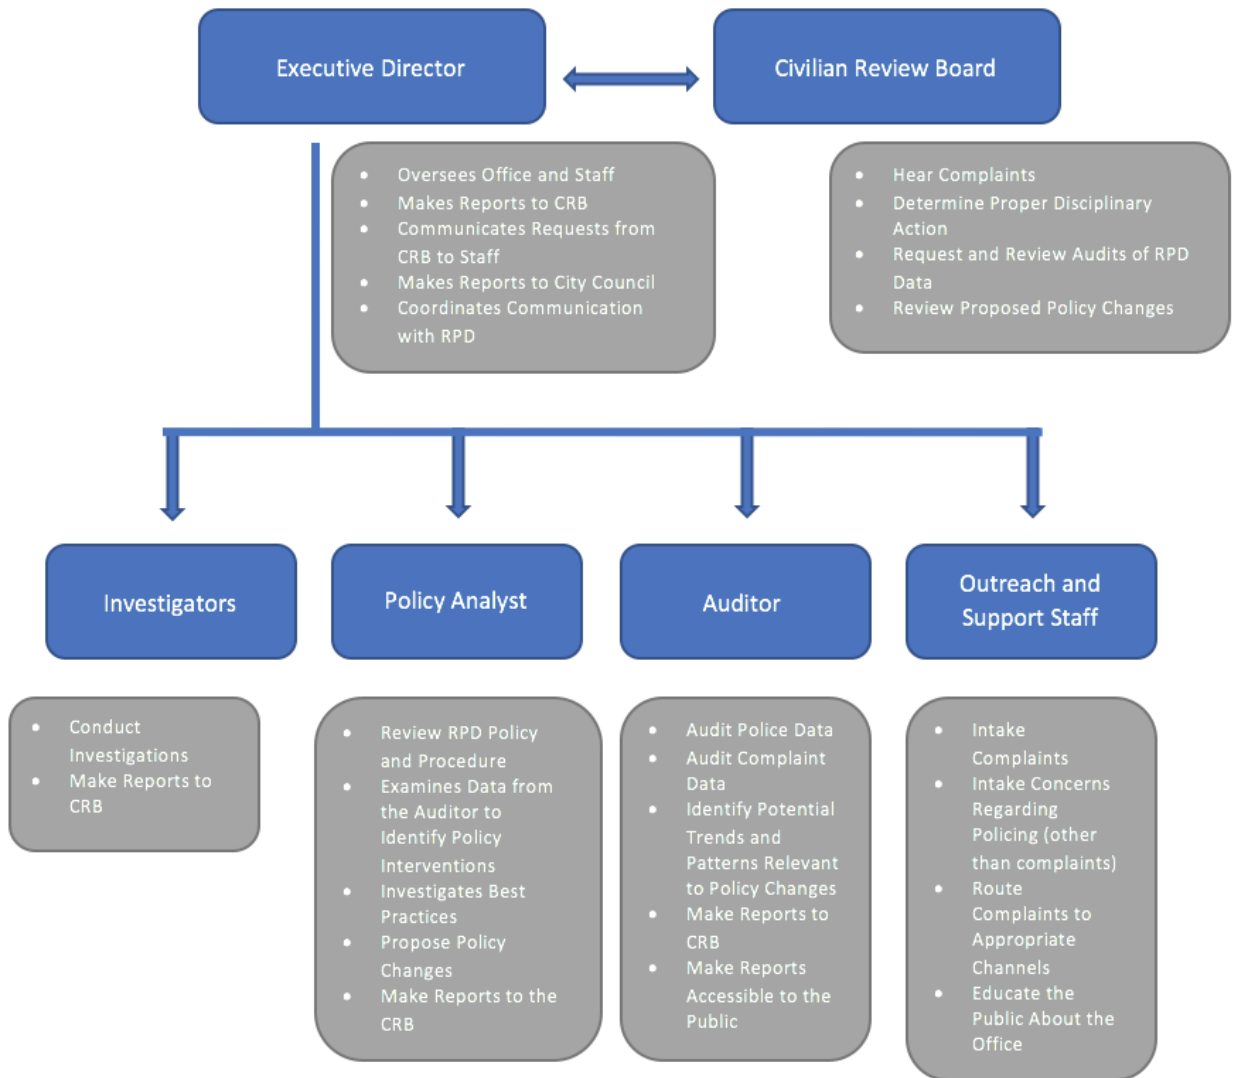 Executive Director
Civilian Review Board
• Oversees Office and Staff
• Makes Reports to CRB
• Communicates Requests from
CRB to Staff
• Makes Reports to City Council
• Coordinates Communication
with RPD
• Hear Complaints
• Determine Proper Disciplinary
Action
• Request and Review Audits of RPD
Data
• Review Proposed Policy Changes
Investigators
Policy Analyst
Auditor
Outreach and
Support Staff
• Conduct
Investigations
• Make Reports to
CRB
• Review RPD Policy
and Procedure
• Examines Data from
the Auditor to
Identify Policy
Interventions
• Investigates Best
Practices
• Propose Policy
Changes
• Make Reports to the
CRB
• Audit Police Data
• Audit Complaint
Data
• Identify Potential
Trends and
Patterns Relevant
to Policy Changes
• Make Reports to
CRB
• Make Reports
Accessible to the
Public
• Intake
Complaints
• Intake Concerns
Regarding
Policing (other
than complaints)
• Route
Complaints to
Appropriate
Channels
• Educate the
Public About the
Office